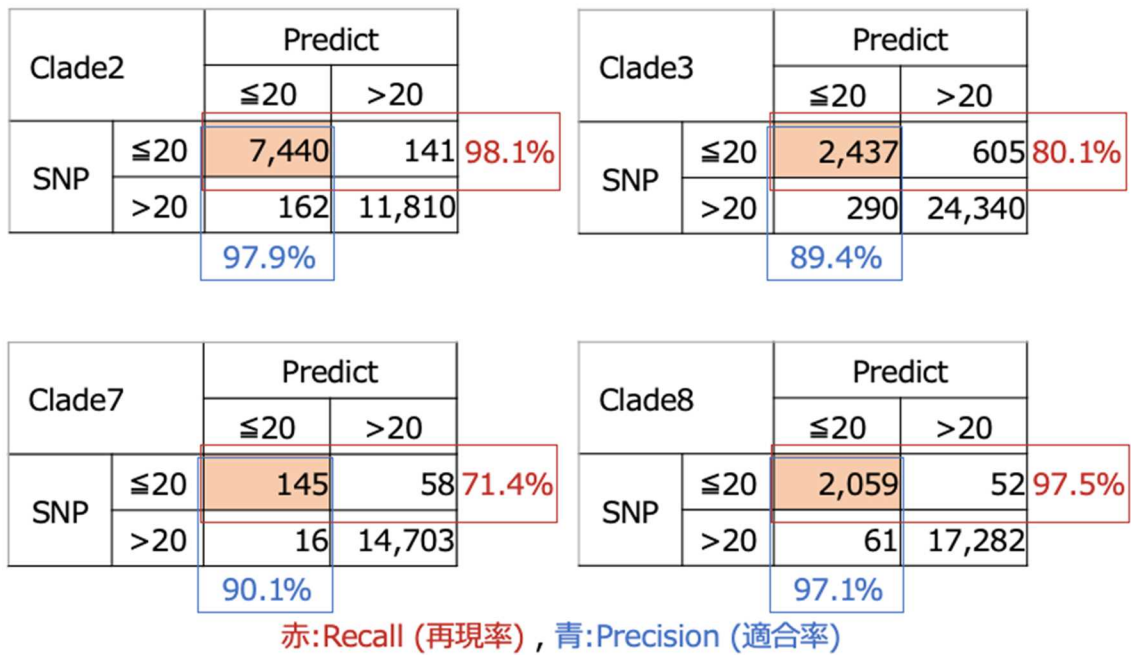 Clade2 Predict
≦20 >20
SNP ≦20 7,440 141 98.1%
>20 162 11,810
97.9%
Clade3 Predict
≦20 >20
SNP ≦20 2,437 605 80.1%
>20 290 24,340
89.4%
Clade7 Predict
≦20 >20
SNP ≦20 145 58 71.4%
>20 16 14,703
90.1%
Clade8 Predict
≦20 >20
SNP ≦20 2,059 52 97.5%
>20 61 17,282
97.1%
赤:Recall (再現率) , 青:Precision (適合率)